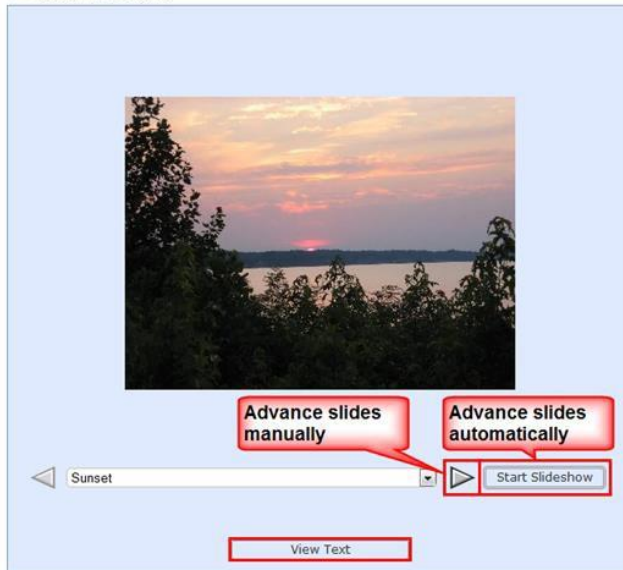 Advance slides
manually
Advance slides
automatically
Sunset
Start Slideshow
View Text